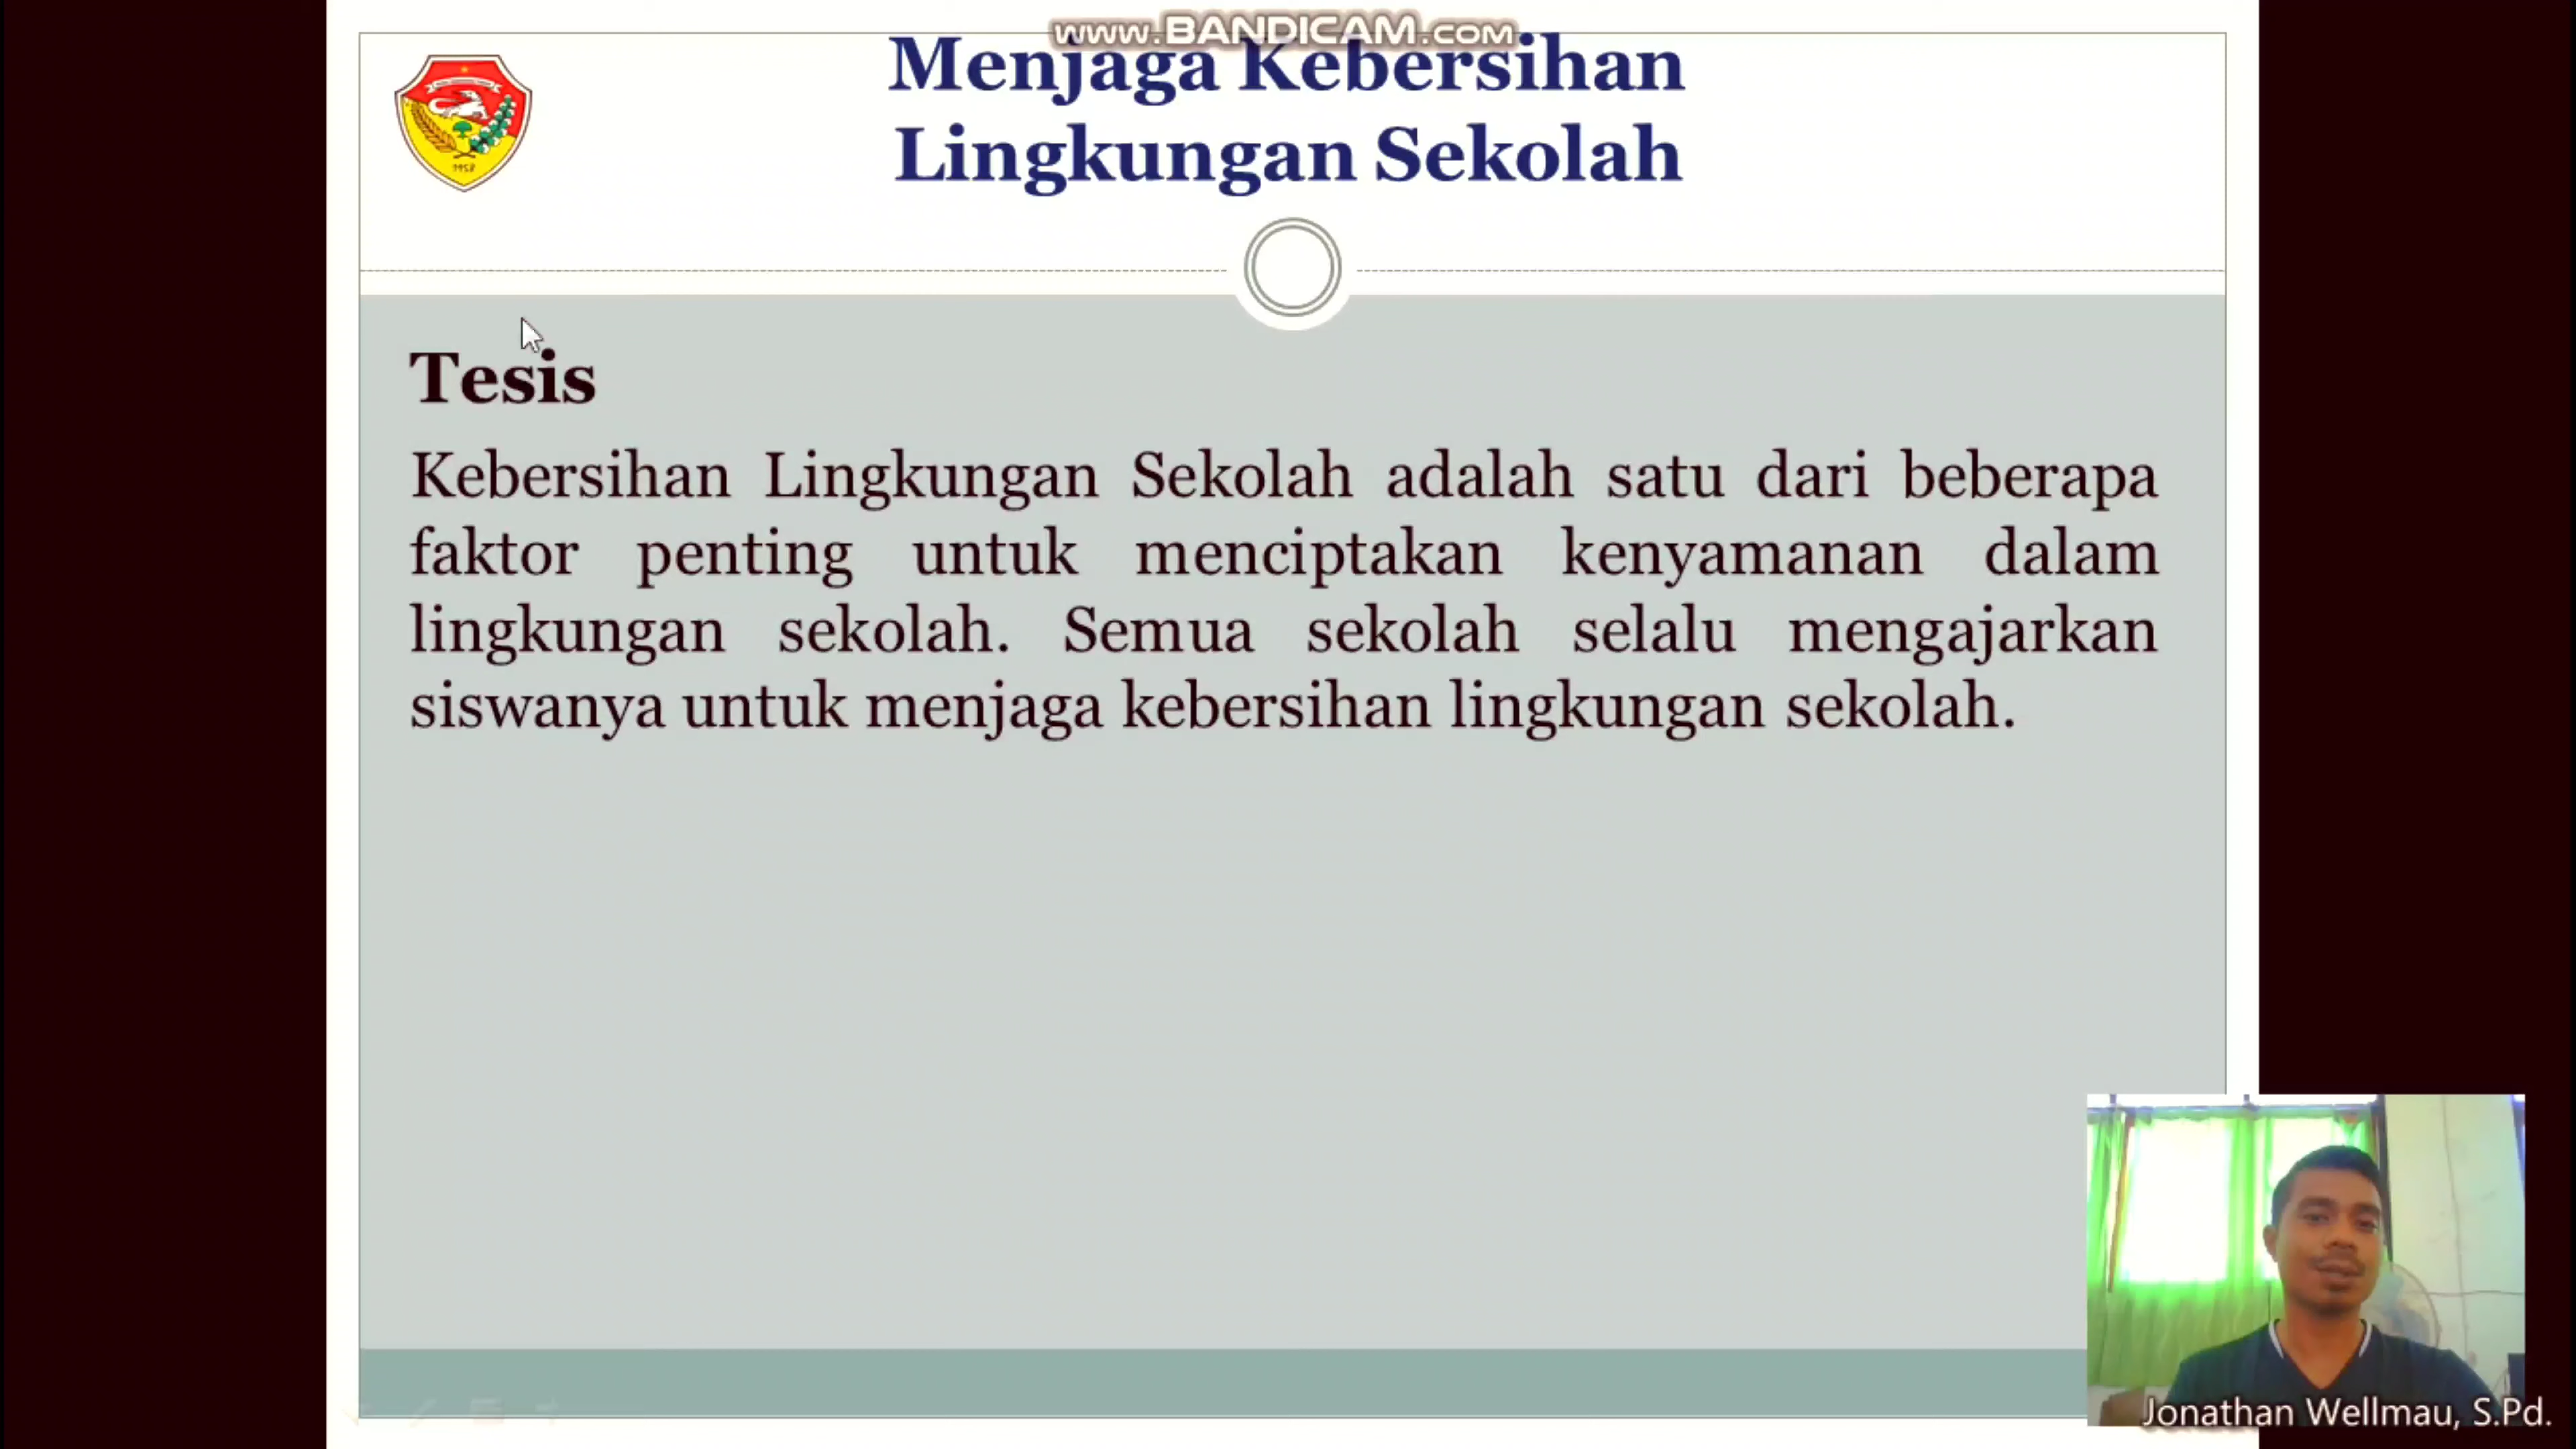 www.BANDICAM.com
Menjaga Kebersihan
Lingkungan Sekolah
1958
Tesis
Kebersihan Lingkungan Sekolah adalah satu dari beberapa
faktor penting untuk menciptakan kenyamanan dalam
lingkungan sekolah. Semua sekolah selalu mengajarkan
siswanya untuk menjaga kebersihan lingkungan sekolah.
Jonathan Wellmau, S.Pd.